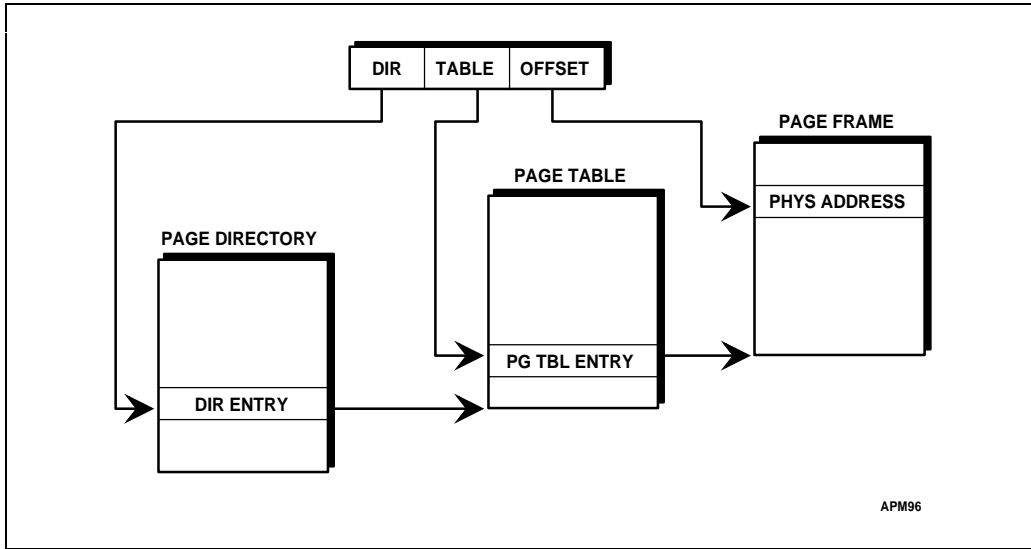 DIR TABLE OFFSET
PAGE FRAME
PHYS ADDRESS
PAGE TABLE
PG TBL ENTRY
PAGE DIRECTORY
DIR ENTRY
APM96